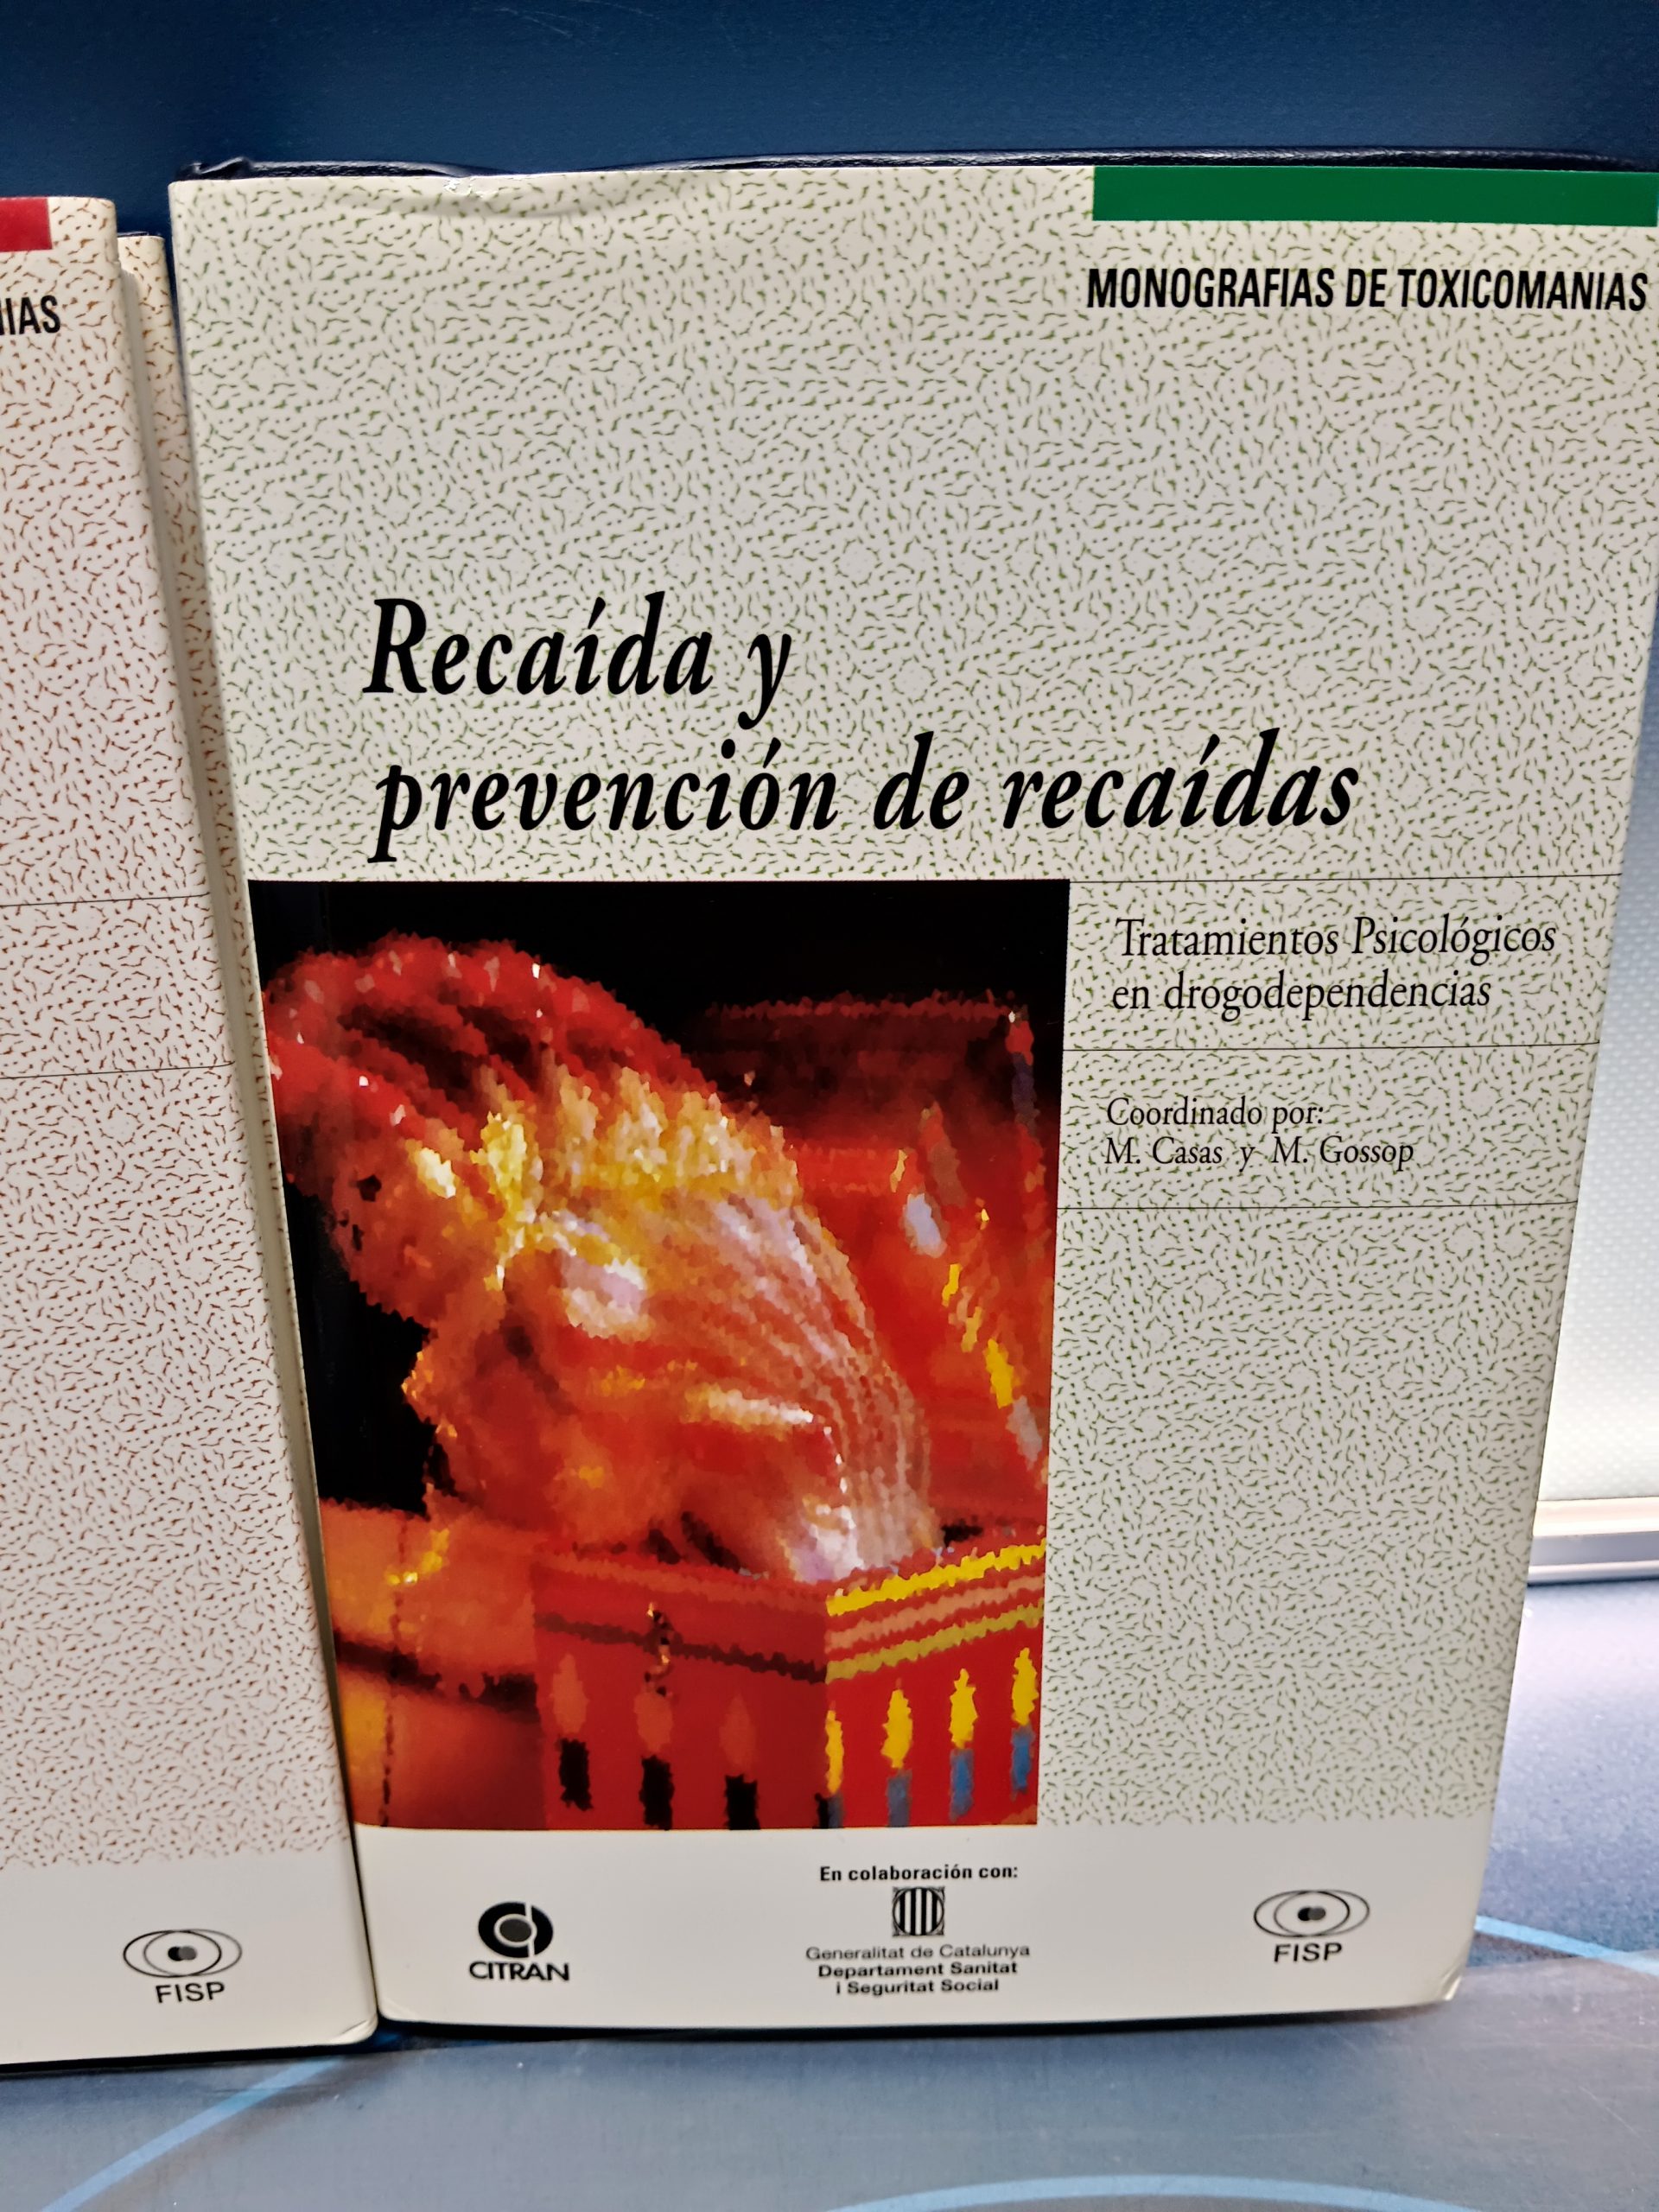 MONOGRAFIAS DE TOXICOMANIAS
Recaída y
prevención de recaídas
Tratamientos Psicológicos
en drogodependencias
Coordinado por:
M. Casas y M. Gossop
En colaboración con:
CITRAN
Generalitat de Catalunya
Departament Sanitat
i Seguritat Social
FISP
IAS
FISP